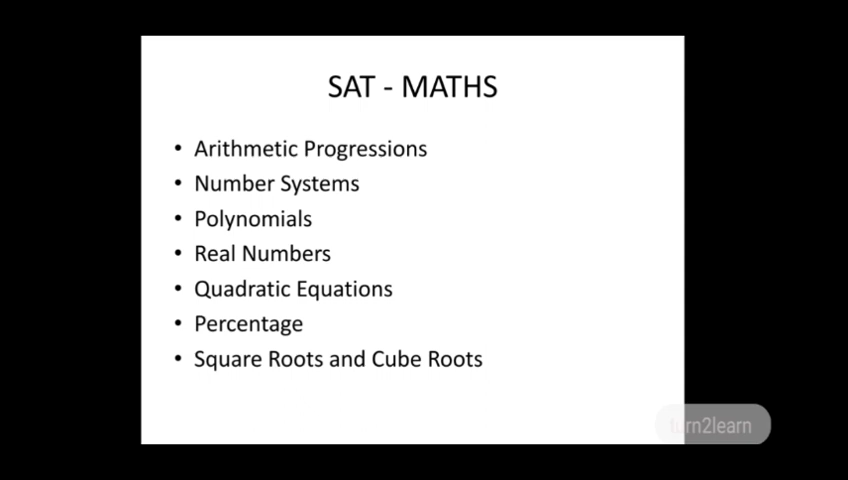 SAT - MATHS
• Arithmetic Progressions
• Number Systems
• Polynomials
• Real Numbers
• Quadratic Equations
• Percentage
• Square Roots and Cube Roots
turn2learn